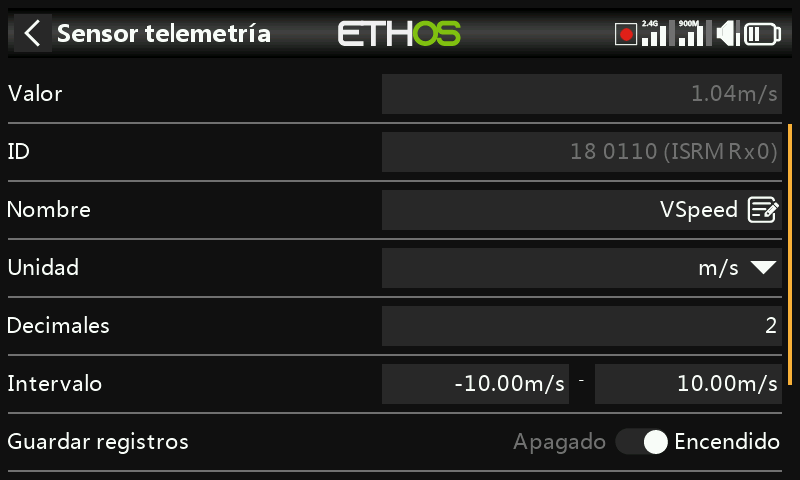 Sensor telemetría ETHOS 2.4G 900M
Valor 1.04m/s
ID 18 0110 (ISRM Rx0)
Nombre VSpeed
Unidad m/s
Decimales 2
Intervalo -10.00m/s - 10.00m/s
Guardar registros Apagado Encendido